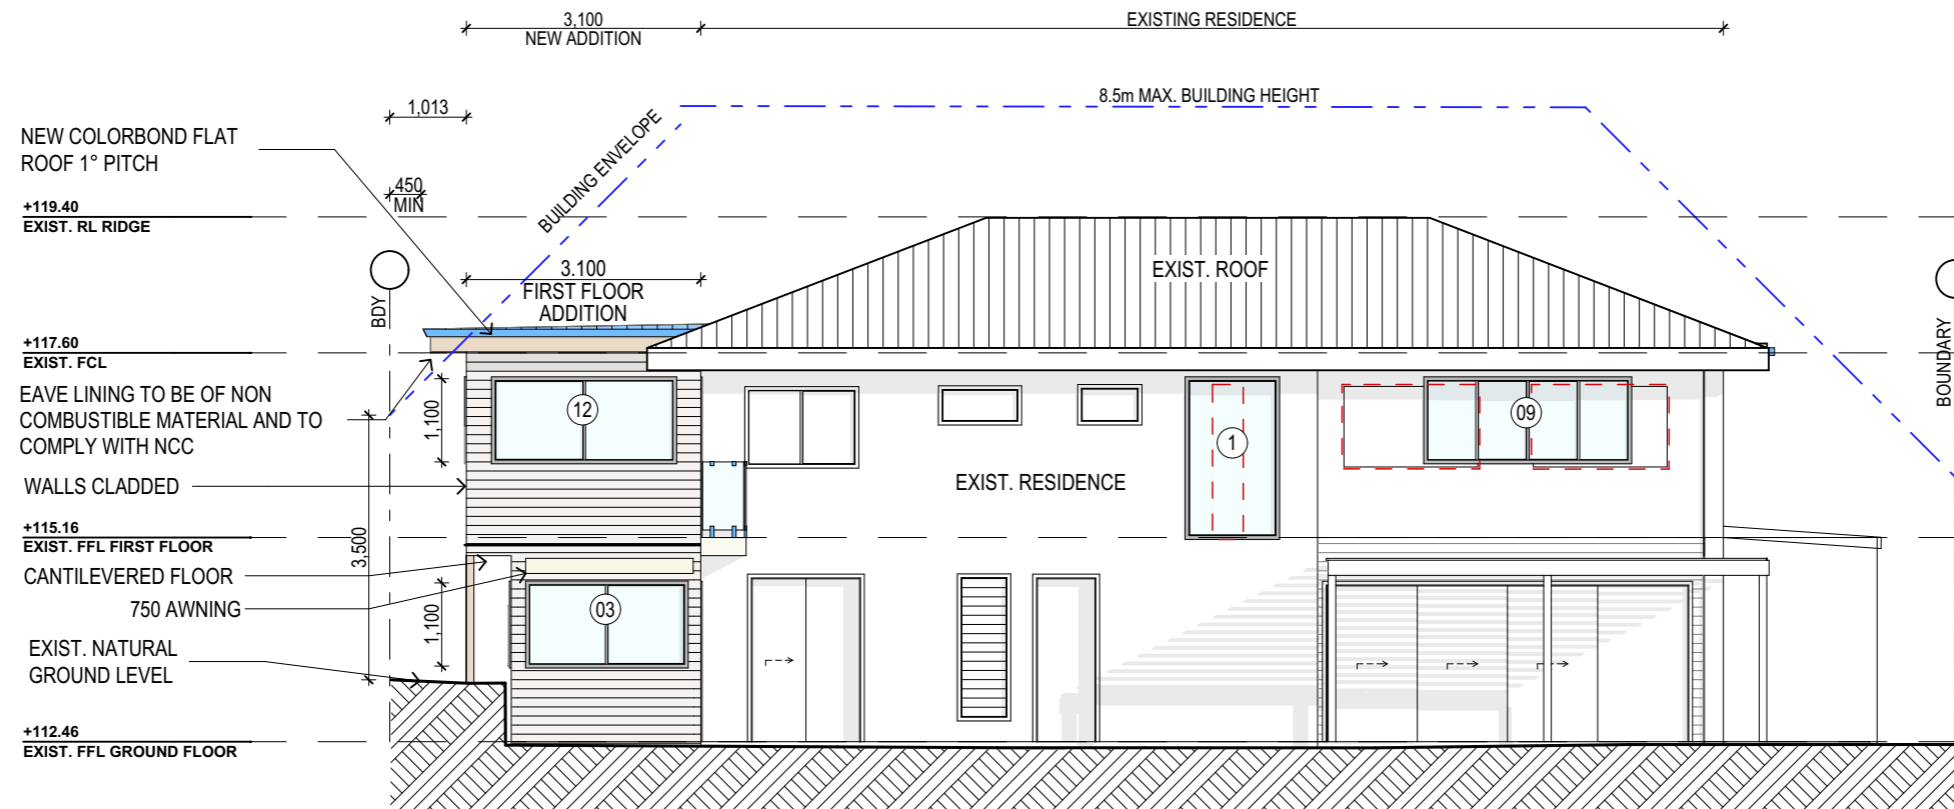 3,100
NEW ADDITION
EXISTING RESIDENCE
8.5m MAX. BUILDING HEIGHT
1,013
NEW COLORBOND FLAT
ROOF 1° PITCH
BUILDING ENVELOPE
450
MIN
+119.40
EXIST. RL RIDGE
3.100
FIRST FLOOR
ADDITION
EXIST. ROOF
BDY
BOUNDARY
+117.60
EXIST. FCL
EAVE LINING TO BE OF NON
COMBUSTIBLE MATERIAL AND TO
COMPLY WITH NCC
1,100
12
1
09
WALLS CLADDED
EXIST. RESIDENCE
+115.16
EXIST. FFL FIRST FLOOR
3,500
CANTILEVERED FLOOR
750 AWNING
1,100
03
EXIST. NATURAL
GROUND LEVEL
+112.46
EXIST. FFL GROUND FLOOR